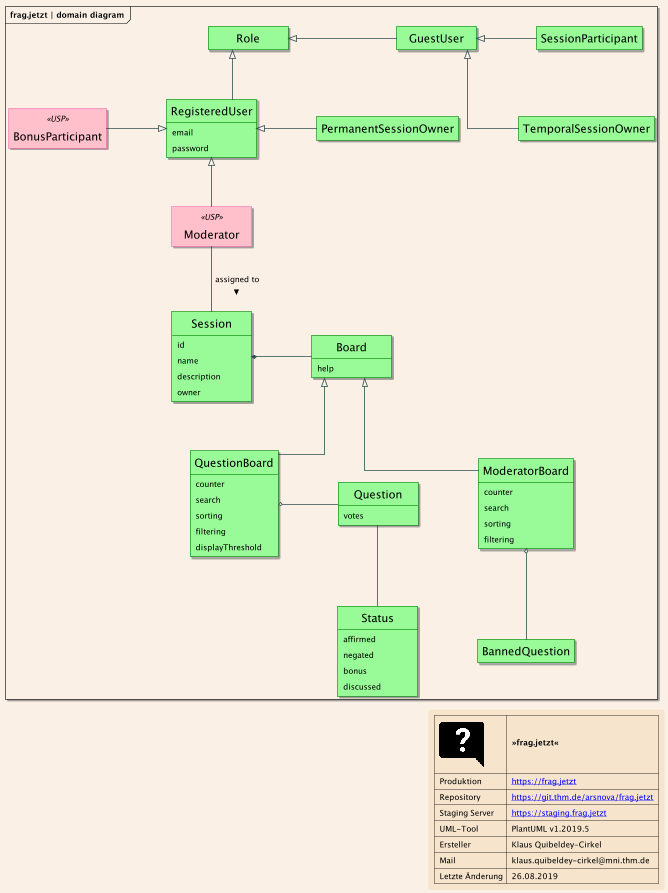 frag.jetzt | domain diagram
Role
GuestUser
SessionParticipant
«USP»
BonusParticipant
RegisteredUser
email
password
PermanentSessionOwner
TemporalSessionOwner
«USP»
Moderator
assigned to
▼
Session
id
name
description
owner
Board
help
QuestionBoard
counter
search
sorting
filtering
displayThreshold
Question
votes
ModeratorBoard
counter
search
sorting
filtering
Status
affirmed
negated
bonus
discussed
BannedQuestion
? »frag.jetzt«
Produktion https://frag.jetzt
Repository https://git.thm.de/arsnova/frag.jetzt
Staging Server https://staging.frag.jetzt
UML-Tool PlantUML v1.2019.5
Ersteller Klaus Quibeldey-Cirkel
Mail klaus.quibeldey-cirkel@mni.thm.de
Letzte Änderung 26.08.2019